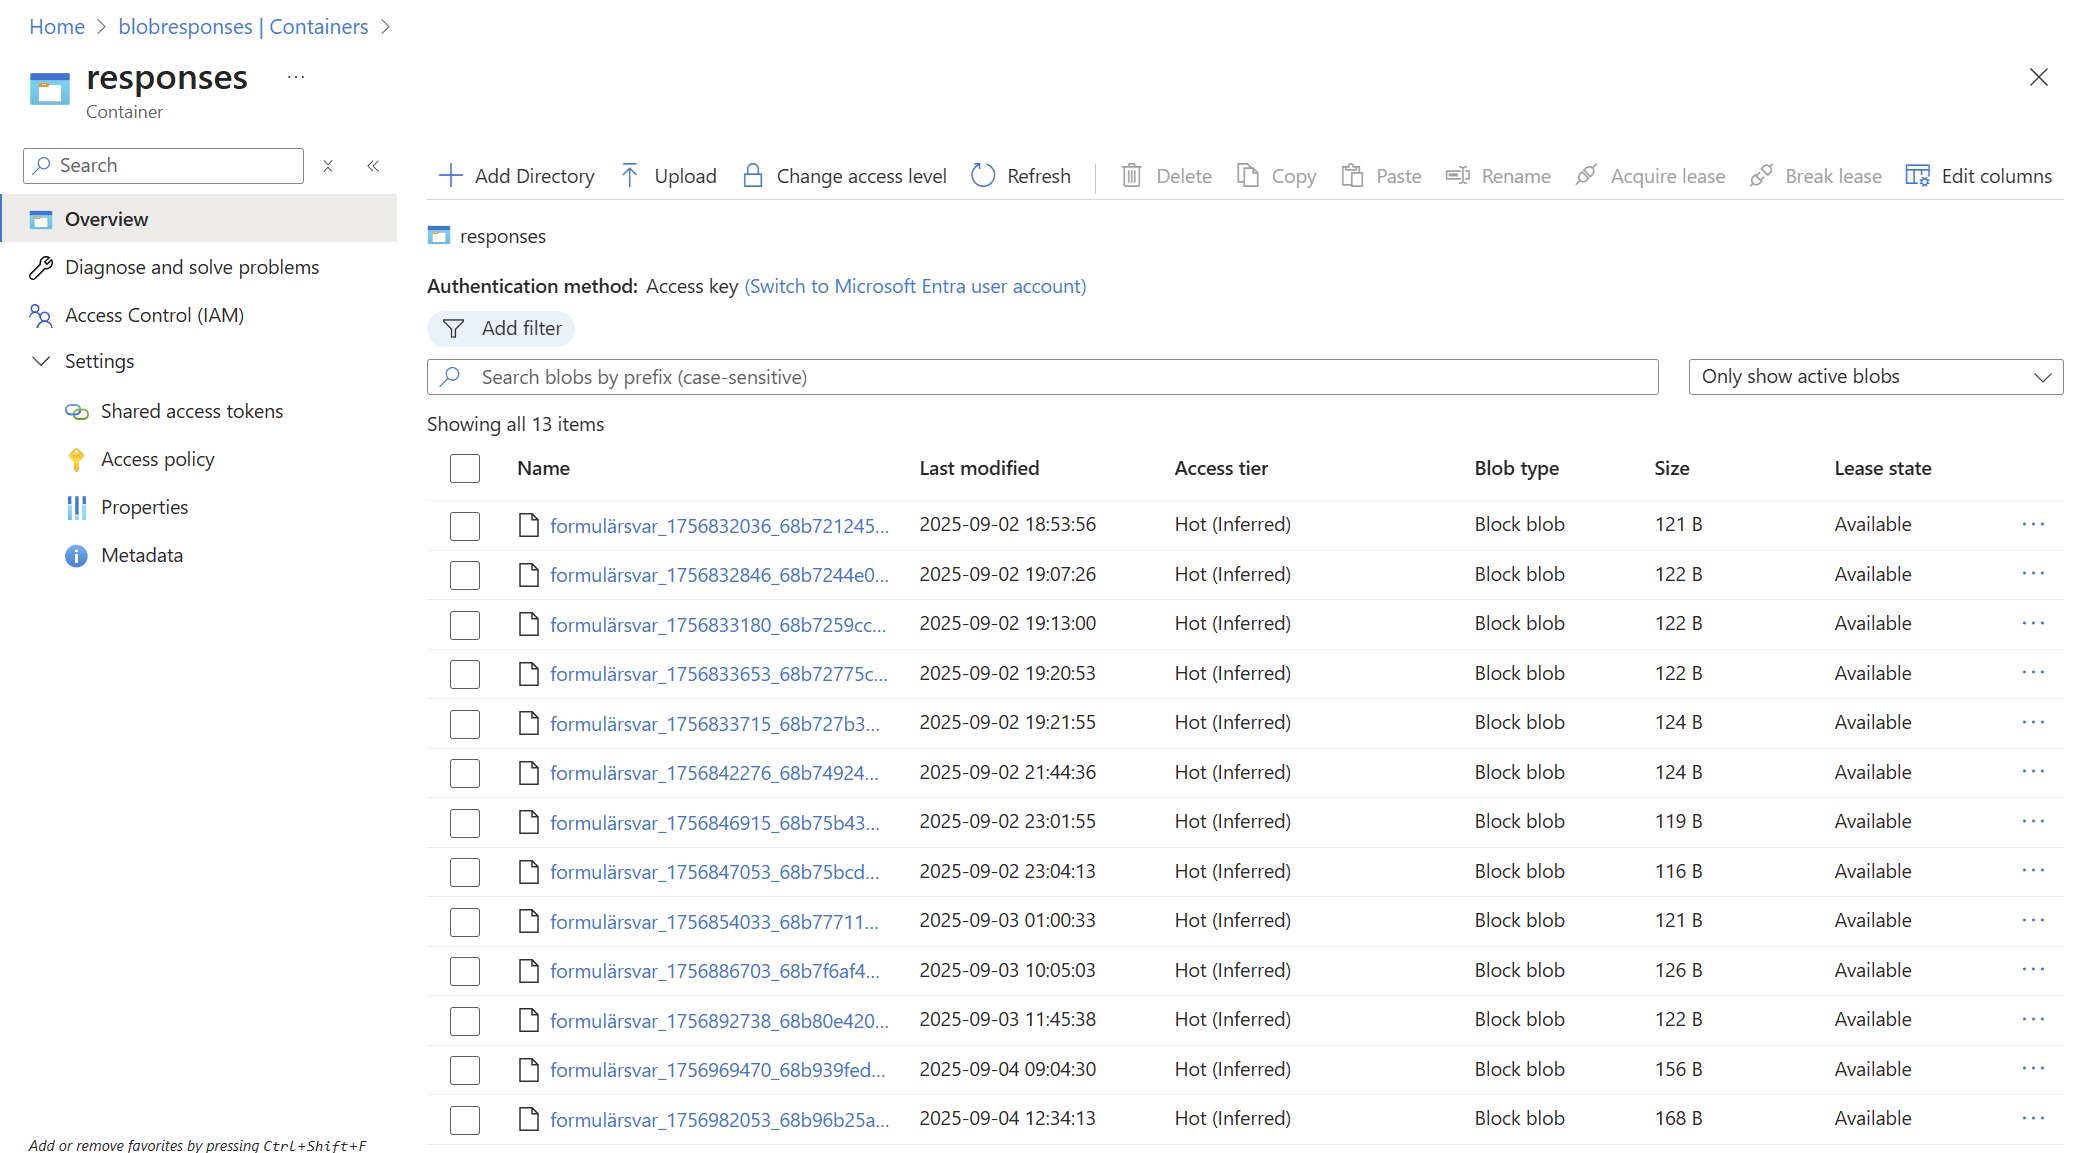 Home > blobresponses | Containers >
responses ...
Container
Search
Overview
Diagnose and solve problems
Access Control (IAM)
Settings
Shared access tokens
Access policy
Properties
Metadata
Add or remove favorites by pressing Ctrl+Shift+F
Add Directory Upload Change access level Refresh Delete Copy Paste Rename Acquire lease Break lease Edit columns
responses
Authentication method: Access key (Switch to Microsoft Entra user account)
Add filter
Search blobs by prefix (case-sensitive) Only show active blobs
Showing all 13 items
Name Last modified Access tier Blob type Size Lease state
formulärsvar_1756832036_68b721245... 2025-09-02 18:53:56 Hot (Inferred) Block blob 121 B Available ...
formulärsvar_1756832846_68b7244e0... 2025-09-02 19:07:26 Hot (Inferred) Block blob 122 B Available ...
formulärsvar_1756833180_68b7259cc... 2025-09-02 19:13:00 Hot (Inferred) Block blob 122 B Available ...
formulärsvar_1756833653_68b72775c... 2025-09-02 19:20:53 Hot (Inferred) Block blob 122 B Available ...
formulärsvar_1756833715_68b727b3... 2025-09-02 19:21:55 Hot (Inferred) Block blob 124 B Available ...
formulärsvar_1756842276_68b74924... 2025-09-02 21:44:36 Hot (Inferred) Block blob 124 B Available ...
formulärsvar_1756846915_68b75b43... 2025-09-02 23:01:55 Hot (Inferred) Block blob 119 B Available ...
formulärsvar_1756847053_68b75bcd... 2025-09-02 23:04:13 Hot (Inferred) Block blob 116 B Available ...
formulärsvar_1756854033_68b77711... 2025-09-03 01:00:33 Hot (Inferred) Block blob 121 B Available ...
formulärsvar_1756886703_68b7f6af4... 2025-09-03 10:05:03 Hot (Inferred) Block blob 126 B Available ...
formulärsvar_1756892738_68b80e420... 2025-09-03 11:45:38 Hot (Inferred) Block blob 122 B Available ...
formulärsvar_1756969470_68b939fed... 2025-09-04 09:04:30 Hot (Inferred) Block blob 156 B Available ...
formulärsvar_1756982053_68b96b25a... 2025-09-04 12:34:13 Hot (Inferred) Block blob 168 B Available ...